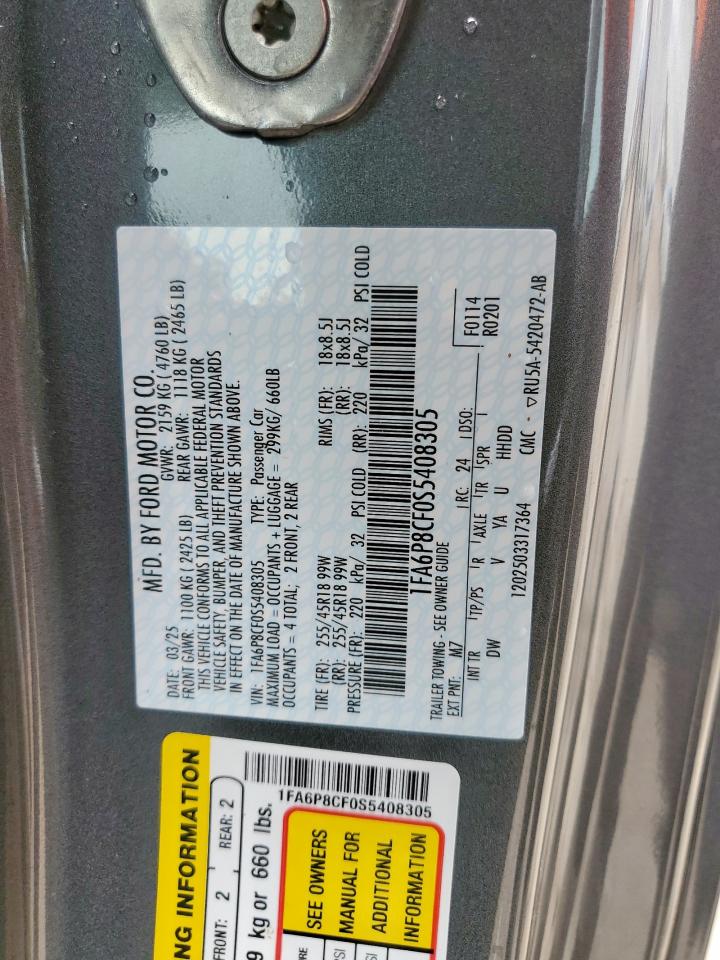 MFD. BY FORD MOTOR CO.
DATE: 03/25 GVWR: 2159 KG ( 4760 LB)
FRONT GAWR: 1100 KG ( 2425 LB) REAR GAWR: 1118 KG ( 2465 LB)
THIS VEHICLE CONFORMS TO ALL APPLICABLE FEDERAL MOTOR
VEHICLE SAFETY, BUMPER, AND THEFT PREVENTION STANDARDS
IN EFFECT ON THE DATE OF MANUFACTURE SHOWN ABOVE.
VIN: 1FA6P8CF0S5408305 TYPE: Passenger Car
MAXIMUM LOAD = OCCUPANTS + LUGGAGE = 299KG/ 660LB
OCCUPANTS = 4 TOTAL; 2 FRONT, 2 REAR
TIRE (FR): 255/45R18 99W RIMS (FR): 18x8.5J
(RR): 255/45R18 99W (RR): 18x8.5J
PRESSURE (FR): 220 kPa/ 32 PSI COLD (RR): 220 kPa/ 32 PSI COLD
1FA6P8CF0S5408305
TRAILER TOWING - SEE OWNER GUIDE
EXT PNT: M7 RC: 24 DSO: F0114
R0201
INT TR TP/PS R AXLE TR SPR
DW V YA U HHDD
12025033173​64 CMC - ▽RU5A-5420472-AB
NG INFORMATION
FRONT: 2 REAR: 2
9 kg or 660 lbs.
1FA6P8CF0S5408305
SEE OWNERS
MANUAL FOR
ADDITIONAL
INFORMATION